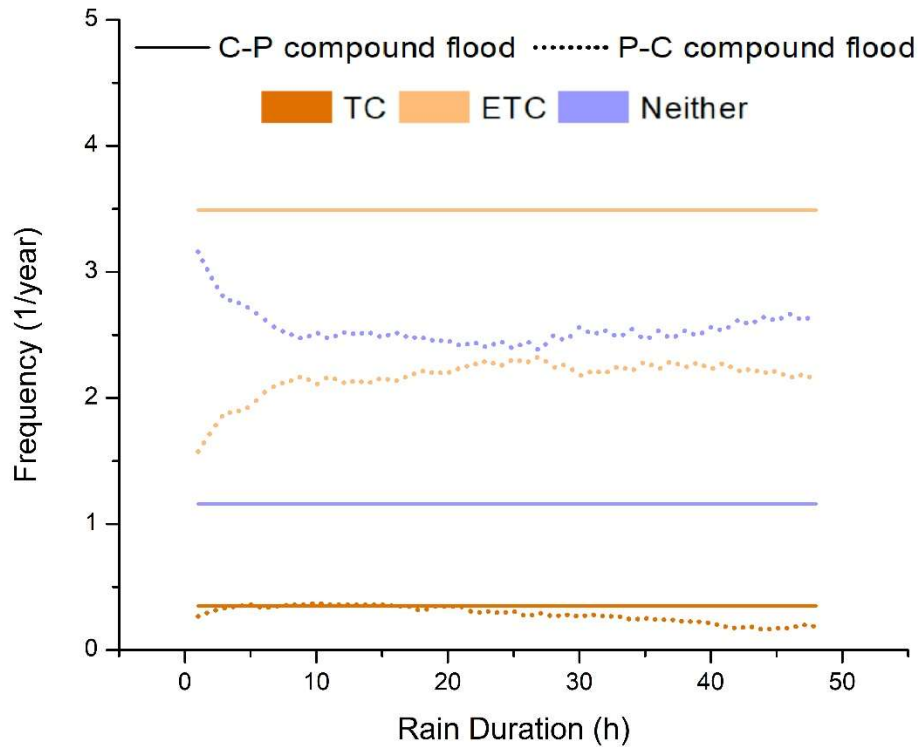 5
C-P compound flood P-C compound flood
TC ETC Neither
4
3
2
1
0
Frequency (1/year)
0 10 20 30 40 50
Rain Duration (h)